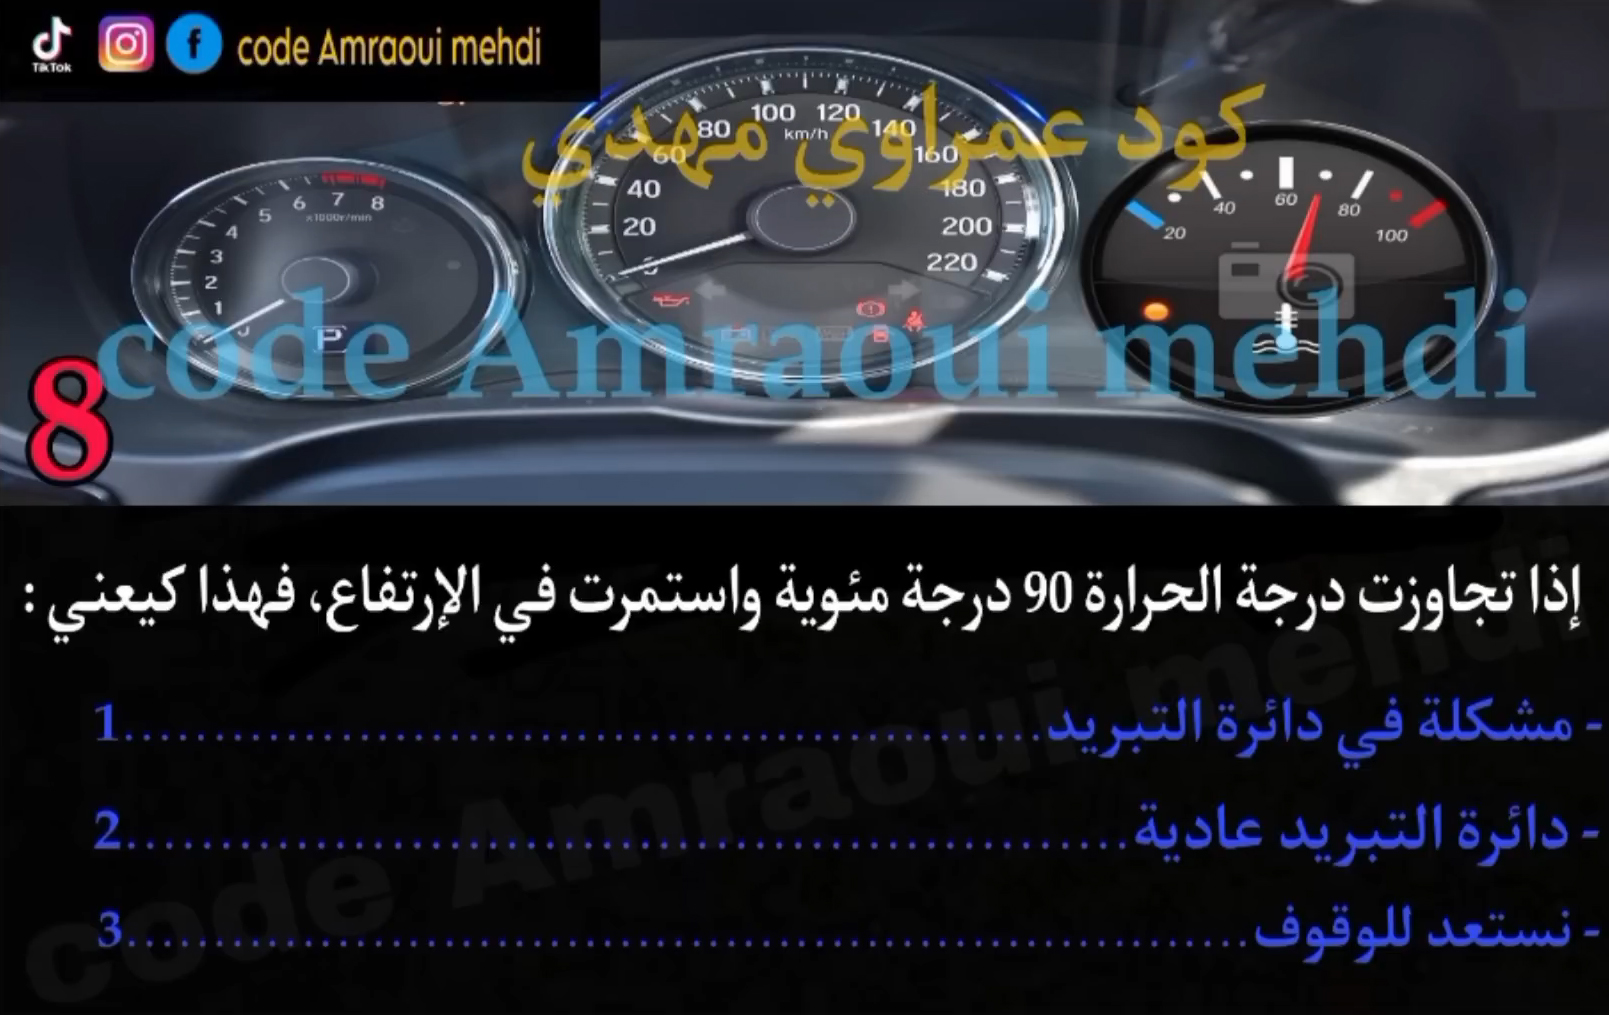 TikTok
code Amraoui mehdi
كود عمراوي مهدي
1 2 3 4 5 6 7 8
x1000r/min
20 40 60 80 100 120 140 160 180 200 220
km/h
20 40 60 80 100
P
code Amraoui mehdi
8
إذا تجاوزت درجة الحرارة 90 درجة مئوية واستمرت في الإرتفاع، فهذا كيعني :
- مشكلة في دائرة التبريد........................................1
- دائرة التبريد عادية............................................2
- نستعد للوقوف................................................3
code Amraoui mehdi